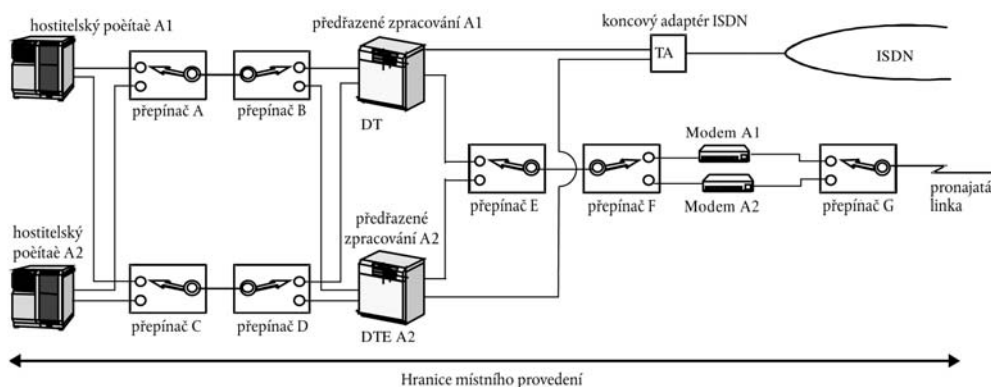 hostitelský poèítaè A1
předřazené zpracování A1
koncový adaptér ISDN
TA
ISDN
přepínač A
přepínač B
DT
Modem A1
přepínač E
přepínač F
Modem A2
přepínač G
pronajatá
linka
hostitelský
poèítaè A2
předřazené
zpracování A2
přepínač C
přepínač D
DTE A2
Hranice místního provedení